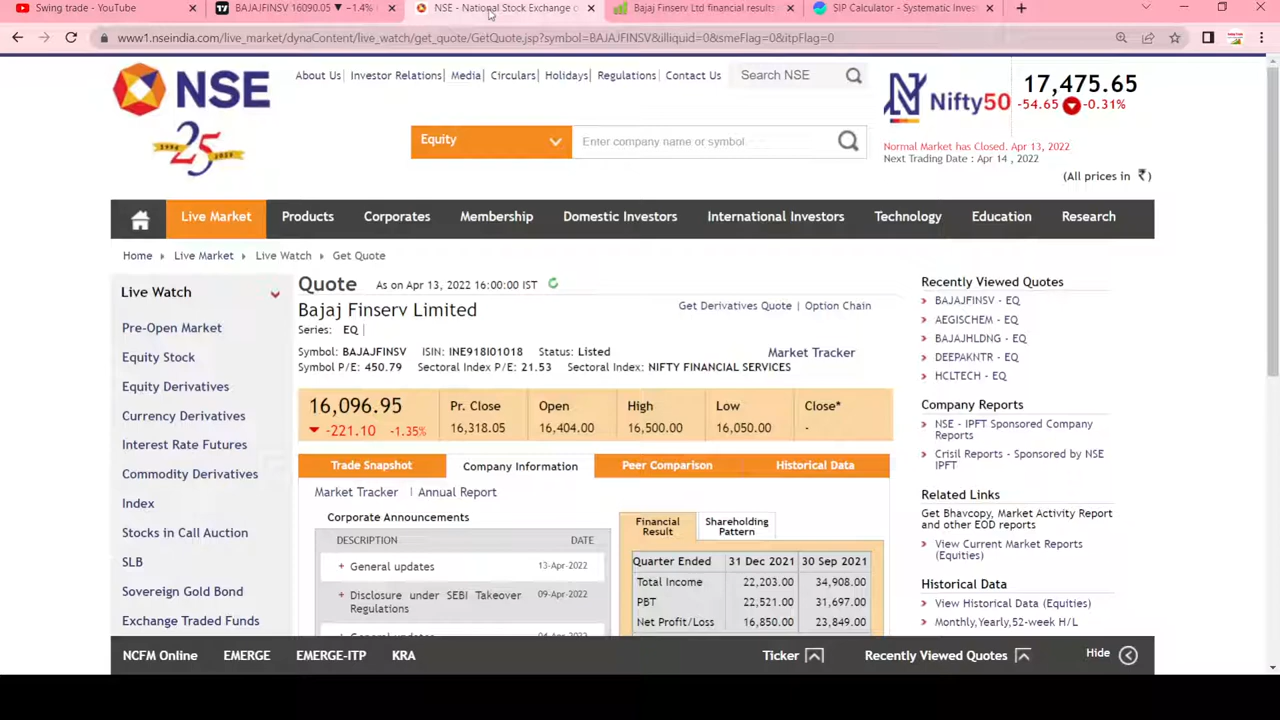 Swing trade - YouTube
BAJAJFINSV 16090.05 ▼ −1.4%
NSE - National Stock Exchange o
Bajaj Finserv Ltd financial results
SIP Calculator - Systematic Inves
www1.nseindia.com/live_market/dynaContent/live_watch/get_quote/GetQuote.jsp?symbol=BAJAJFINSV&illiquid=0&smeFlag=0&itpFlag=0
NSE
About Us | Investor Relations | Media | Circulars | Holidays | Regulations | Contact Us
Search NSE
Nifty50
17,475.65
-54.65 -0.31%
Equity
Enter company name or symbol
Normal Market has Closed. Apr 13, 2022
Next Trading Date : Apr 14 , 2022
(All prices in ₹)
25
Live Market Products Corporates Membership Domestic Investors International Investors Technology Education Research
Home Live Market Live Watch Get Quote
Live Watch
Pre-Open Market
Equity Stock
Equity Derivatives
Currency Derivatives
Interest Rate Futures
Commodity Derivatives
Index
Stocks in Call Auction
SLB
Sovereign Gold Bond
Exchange Traded Funds
Quote As on Apr 13, 2022 16:00:00 IST
Bajaj Finserv Limited
Get Derivatives Quote | Option Chain
Series: EQ |
Symbol: BAJAJFINSV ISIN: INE918I01018 Status: Listed
Market Tracker
Symbol P/E: 450.79 Sectoral Index P/E: 21.53 Sectoral Index: NIFTY FINANCIAL SERVICES
16,096.95 Pr. Close Open High Low Close*
-221.10 -1.35% 16,318.05 16,404.00 16,500.00 16,050.00 -
Trade Snapshot Company Information Peer Comparison Historical Data
Market Tracker | Annual Report
Corporate Announcements
DESCRIPTION DATE
+ General updates 13-Apr-2022
+ Disclosure under SEBI Takeover 09-Apr-2022
Regulations
+ General updates 04-Apr-2022
Financial
Result
Shareholding
Pattern
Quarter Ended 31 Dec 2021 30 Sep 2021
Total Income 22,203.00 34,908.00
PBT 22,521.00 31,697.00
Net Profit/Loss 16,850.00 23,849.00
Recently Viewed Quotes
BAJAJFINSV - EQ
AEGISCHEM - EQ
BAJAJHLDNG - EQ
DEEPAKNTR - EQ
HCLTECH - EQ
Company Reports
NSE - IPFT Sponsored Company
Reports
Crisil Reports - Sponsored by NSE
IPFT
Related Links
Get Bhavcopy, Market Activity Report
and other EOD reports
View Current Market Reports
(Equities)
Historical Data
View Historical Data (Equities)
Monthly,Yearly,52-week H/L
NCFM Online EMERGE EMERGE-ITP KRA Ticker Recently Viewed Quotes Hide